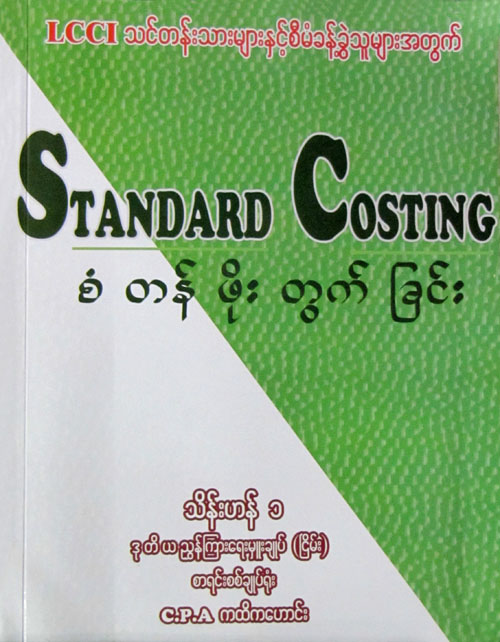 LCCI သင်တန်းသားများနှင့်စီမံခန့်ခွဲသူများအတွက်
STANDARD COSTING
စံ တန် ဖိုး တွက် ခြင်း
သိန်းဟန် ၁
ဒုတိယညွှန်ကြားရေးမှူးချုပ် (ငြိမ်း)
စာရင်းစစ်ချုပ်ရုံး
C.P.A ကထိကဟောင်း